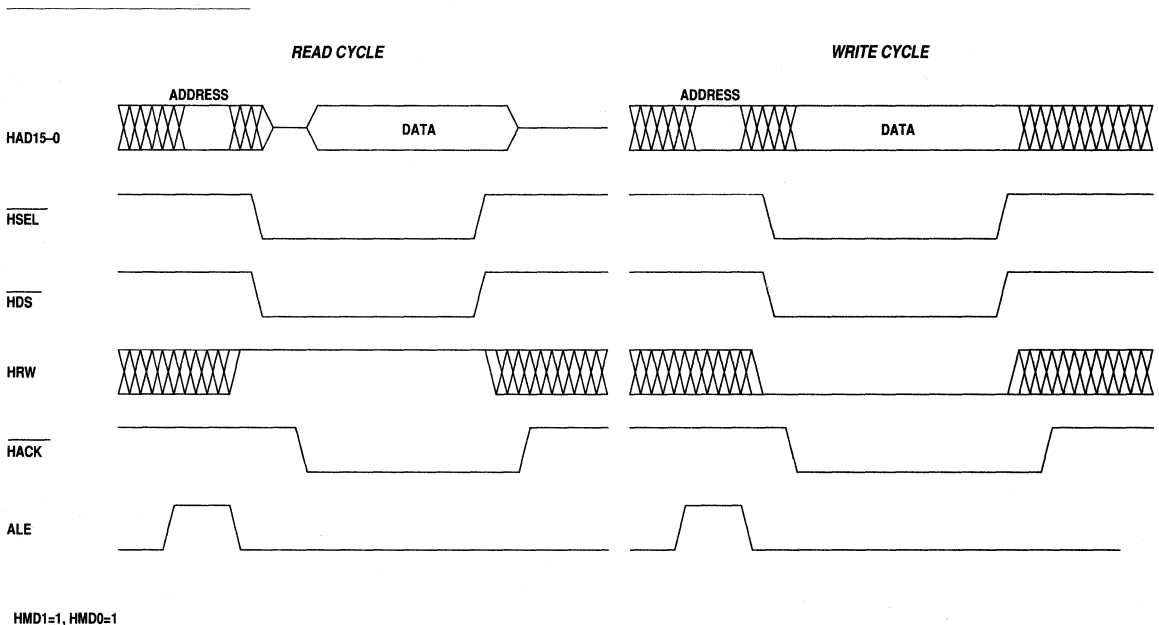 READ CYCLE WRITE CYCLE
ADDRESS ADDRESS
HAD15–0 DATA DATA
HSEL
HDS
HRW
HACK
ALE
HMD1=1, HMD0=1